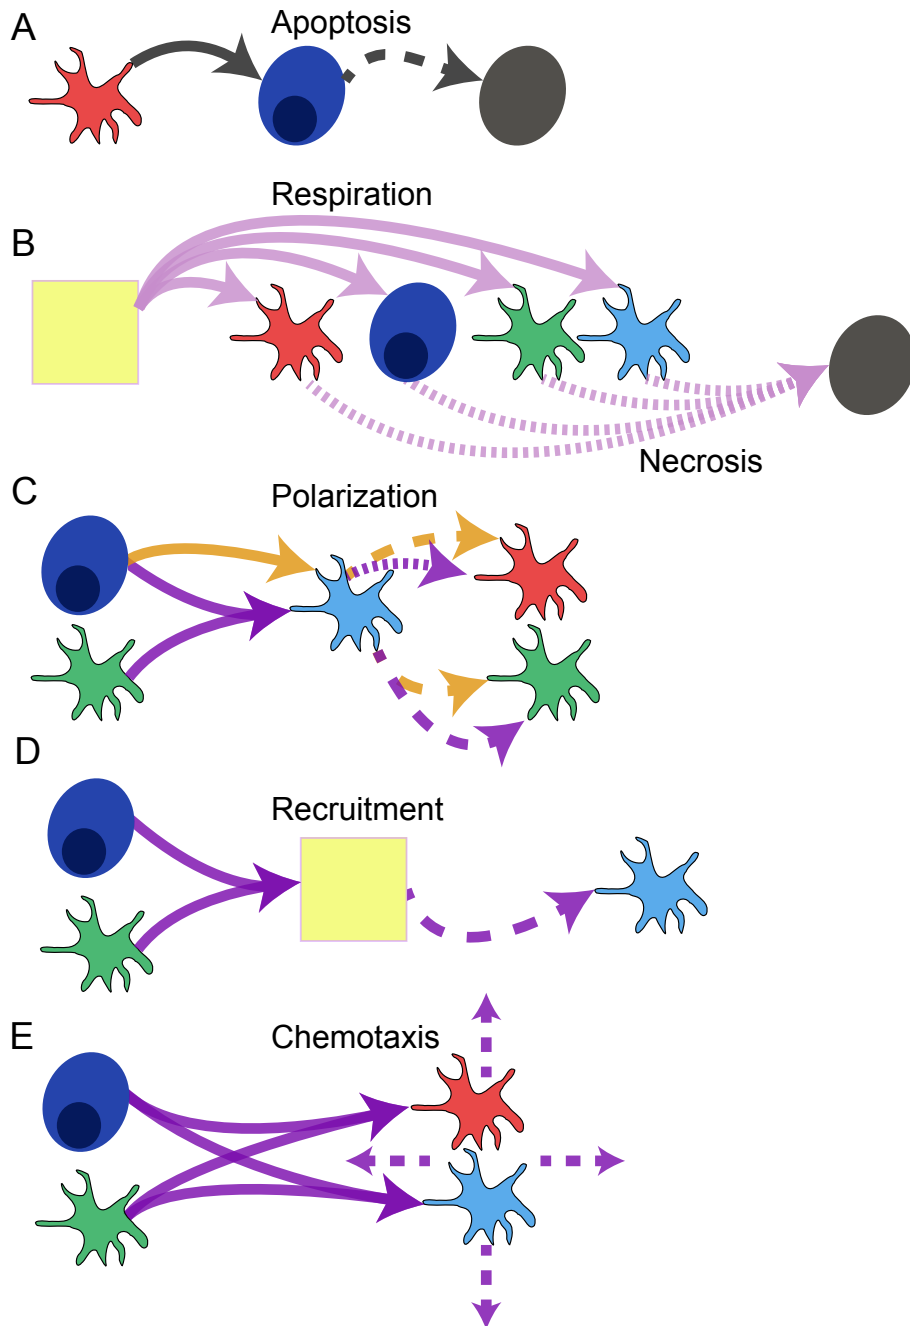 A
Apoptosis
Respiration
B
Necrosis
C
Polarization
D
Recruitment
E
Chemotaxis